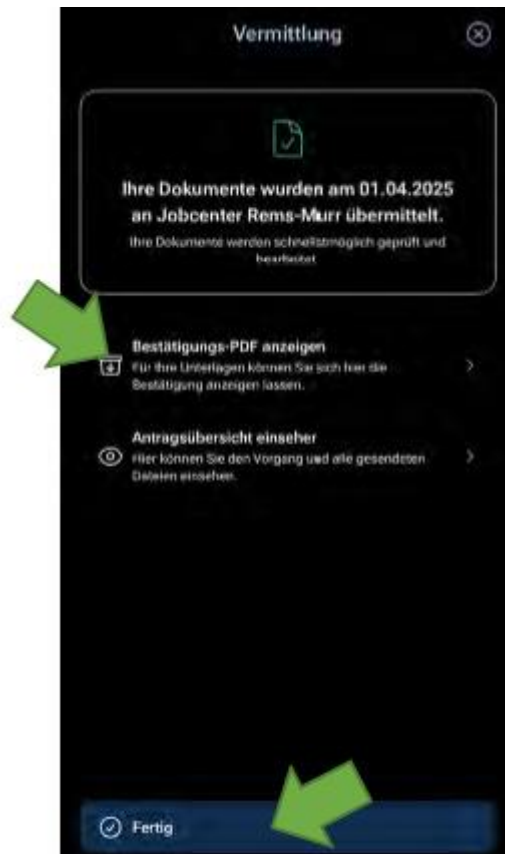 Vermittlung
Ihre Dokumente wurden am 01.04.2025
an Jobcenter Rems-Murr übermittelt.
Ihre Dokumente werden schnellstmöglich geprüft und
bearbeitet
Bestätigungs-PDF anzeigen
Für Ihre Unterlagen können Sie sich hier die
Bestätigung anzeigen lassen.
Antragsübersicht einseher
Hier können Sie den Vorgang und alle gesendeten
Dateien einsehen.
Fertig